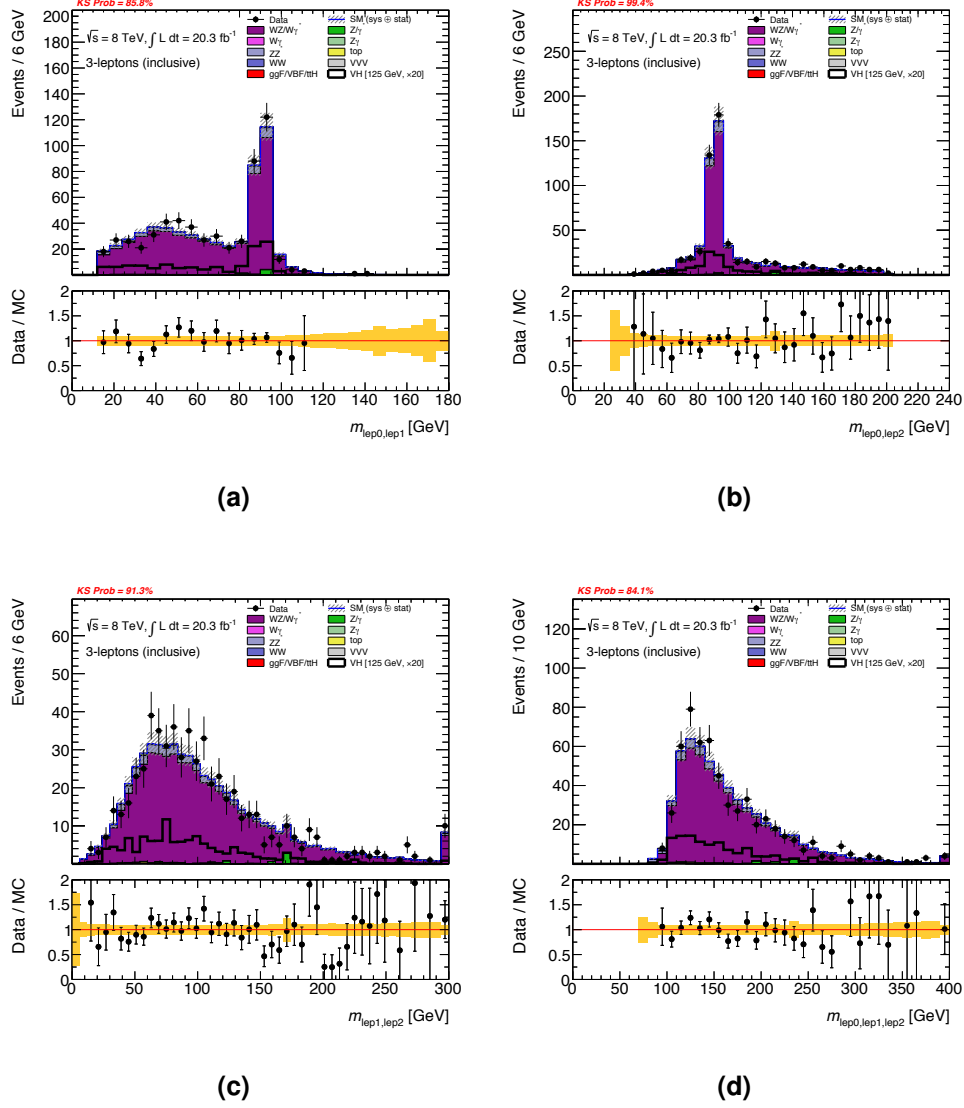 KS Prob = 85.8%
Events / 6 GeV
√s = 8 TeV, ∫ L dt = 20.3 fb⁻¹
3-leptons (inclusive)
Data
WZ/Wγ*
Wγ
ZZ
WW
ggF/VBF/ttH
SM (sys ⊕ stat)
Z/γ
Zγ
top
VVV
VH [125 GeV, ×20]
200
180
160
140
120
100
80
60
40
20
Data / MC
2
1.5
1
0.5
0
0 20 40 60 80 100 120 140 160 180
m lep0,lep1 [GeV]
(a)
KS Prob = 99.4%
Events / 6 GeV
√s = 8 TeV, ∫ L dt = 20.3 fb⁻¹
3-leptons (inclusive)
Data
WZ/Wγ*
Wγ
ZZ
WW
ggF/VBF/ttH
SM (sys ⊕ stat)
Z/γ
Zγ
top
VVV
VH [125 GeV, ×20]
250
200
150
100
50
Data / MC
2
1.5
1
0.5
0
0 20 40 60 80 100 120 140 160 180 200 220 240
m lep0,lep2 [GeV]
(b)
KS Prob = 91.3%
Events / 6 GeV
√s = 8 TeV, ∫ L dt = 20.3 fb⁻¹
3-leptons (inclusive)
Data
WZ/Wγ*
Wγ
ZZ
WW
ggF/VBF/ttH
SM (sys ⊕ stat)
Z/γ
Zγ
top
VVV
VH [125 GeV, ×20]
60
50
40
30
20
10
Data / MC
2
1.5
1
0.5
0
0 50 100 150 200 250 300
m lep1,lep2 [GeV]
(c)
KS Prob = 84.1%
Events / 10 GeV
√s = 8 TeV, ∫ L dt = 20.3 fb⁻¹
3-leptons (inclusive)
Data
WZ/Wγ*
Wγ
ZZ
WW
ggF/VBF/ttH
SM (sys ⊕ stat)
Z/γ
Zγ
top
VVV
VH [125 GeV, ×20]
120
100
80
60
40
20
Data / MC
2
1.5
1
0.5
0
0 50 100 150 200 250 300 350 400
m lep0,lep1,lep2 [GeV]
(d)